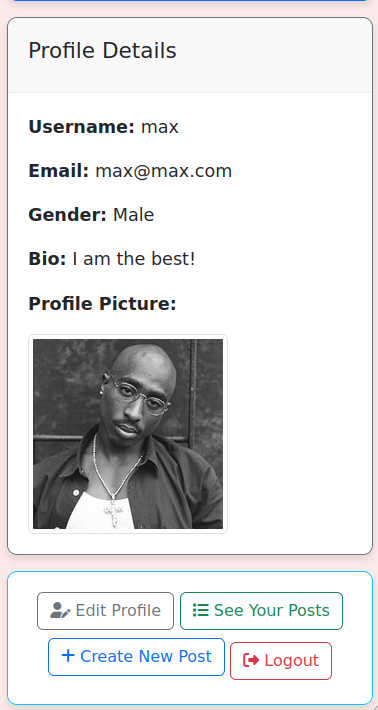 Profile Details
Username: max
Email: max@max.com
Gender: Male
Bio: I am the best!
Profile Picture:
Edit Profile
See Your Posts
Create New Post
Logout